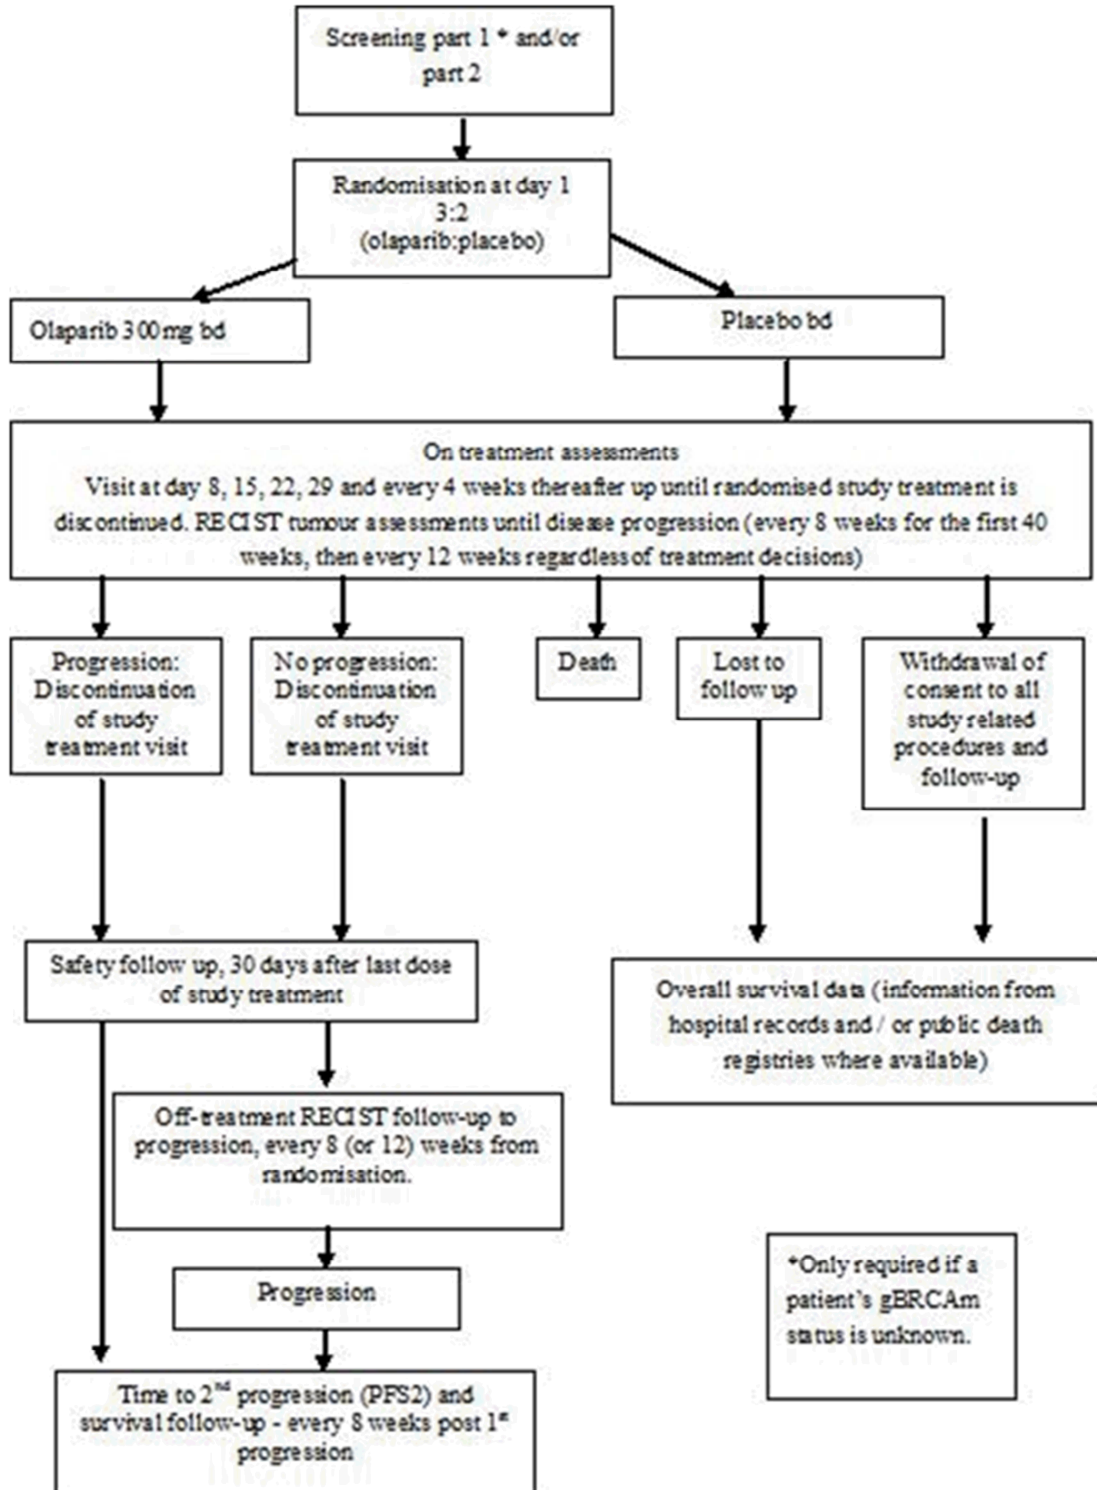 Screening part 1 * and/or
part 2
Randomisation at day 1
3:2
(olaparib:placebo)
Olaparib 300mg bd
Placebo bd
On treatment assessments
Visit at day 8, 15, 22, 29 and every 4 weeks thereafter up until randomised study treatment is
discontinued. RECIST tumour assessments until disease progression (every 8 weeks for the first 40
weeks, then every 12 weeks regardless of treatment decisions)
Progression:
Discontinuation
of study
treatment visit
No progression:
Discontinuation
of study
treatment visit
Death
Lost to
follow up
Withdrawal of
consent to all
study related
procedures and
follow-up
Safety follow up, 30 days after last dose
of study treatment
Overall survival data (information from
hospital records and / or public death
registries where available)
Off-treatment RECIST follow-up to
progression, every 8 (or 12) weeks from
randomisation.
Progression
*Only required if a
patient's gBRCAm
status is unknown.
Time to 2nd progression (PFS2) and
survival follow-up - every 8 weeks post 1st
progression